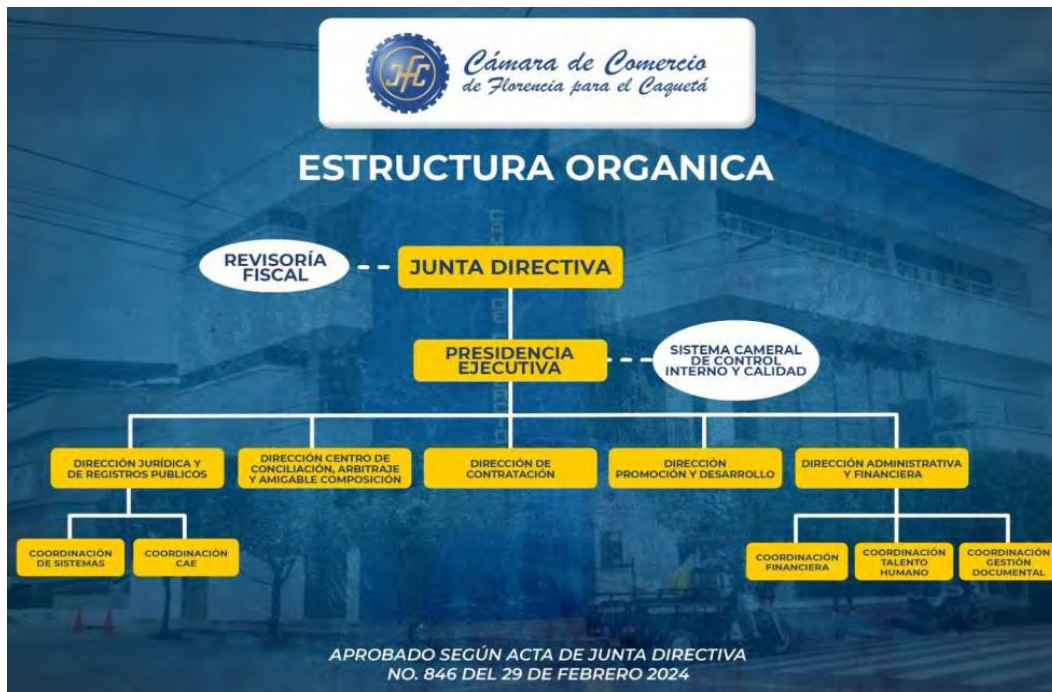 JFC
Cámara de Comercio
de Florencia para el Caquetá
ESTRUCTURA ORGANICA
REVISORÍA
FISCAL
JUNTA DIRECTIVA
PRESIDENCIA
EJECUTIVA
SISTEMA CAMERAL
DE CONTROL
INTERNO Y CALIDAD
DIRECCIÓN JURÍDICA Y
DE REGISTROS PUBLICOS
DIRECCIÓN CENTRO DE
CONCILIACIÓN, ARBITRAJE
Y AMIGABLE COMPOSICIÓN
DIRECCIÓN DE
CONTRATACIÓN
DIRECCIÓN
PROMOCIÓN Y DESARROLLO
DIRECCIÓN ADMINISTRATIVA
Y FINANCIERA
COORDINACIÓN
DE SISTEMAS
COORDINACIÓN
CAE
COORDINACIÓN
FINANCIERA
COORDINACIÓN
TALENTO
HUMANO
COORDINACIÓN
GESTIÓN
DOCUMENTAL
APROBADO SEGÚN ACTA DE JUNTA DIRECTIVA
NO. 846 DEL 29 DE FEBRERO 2024